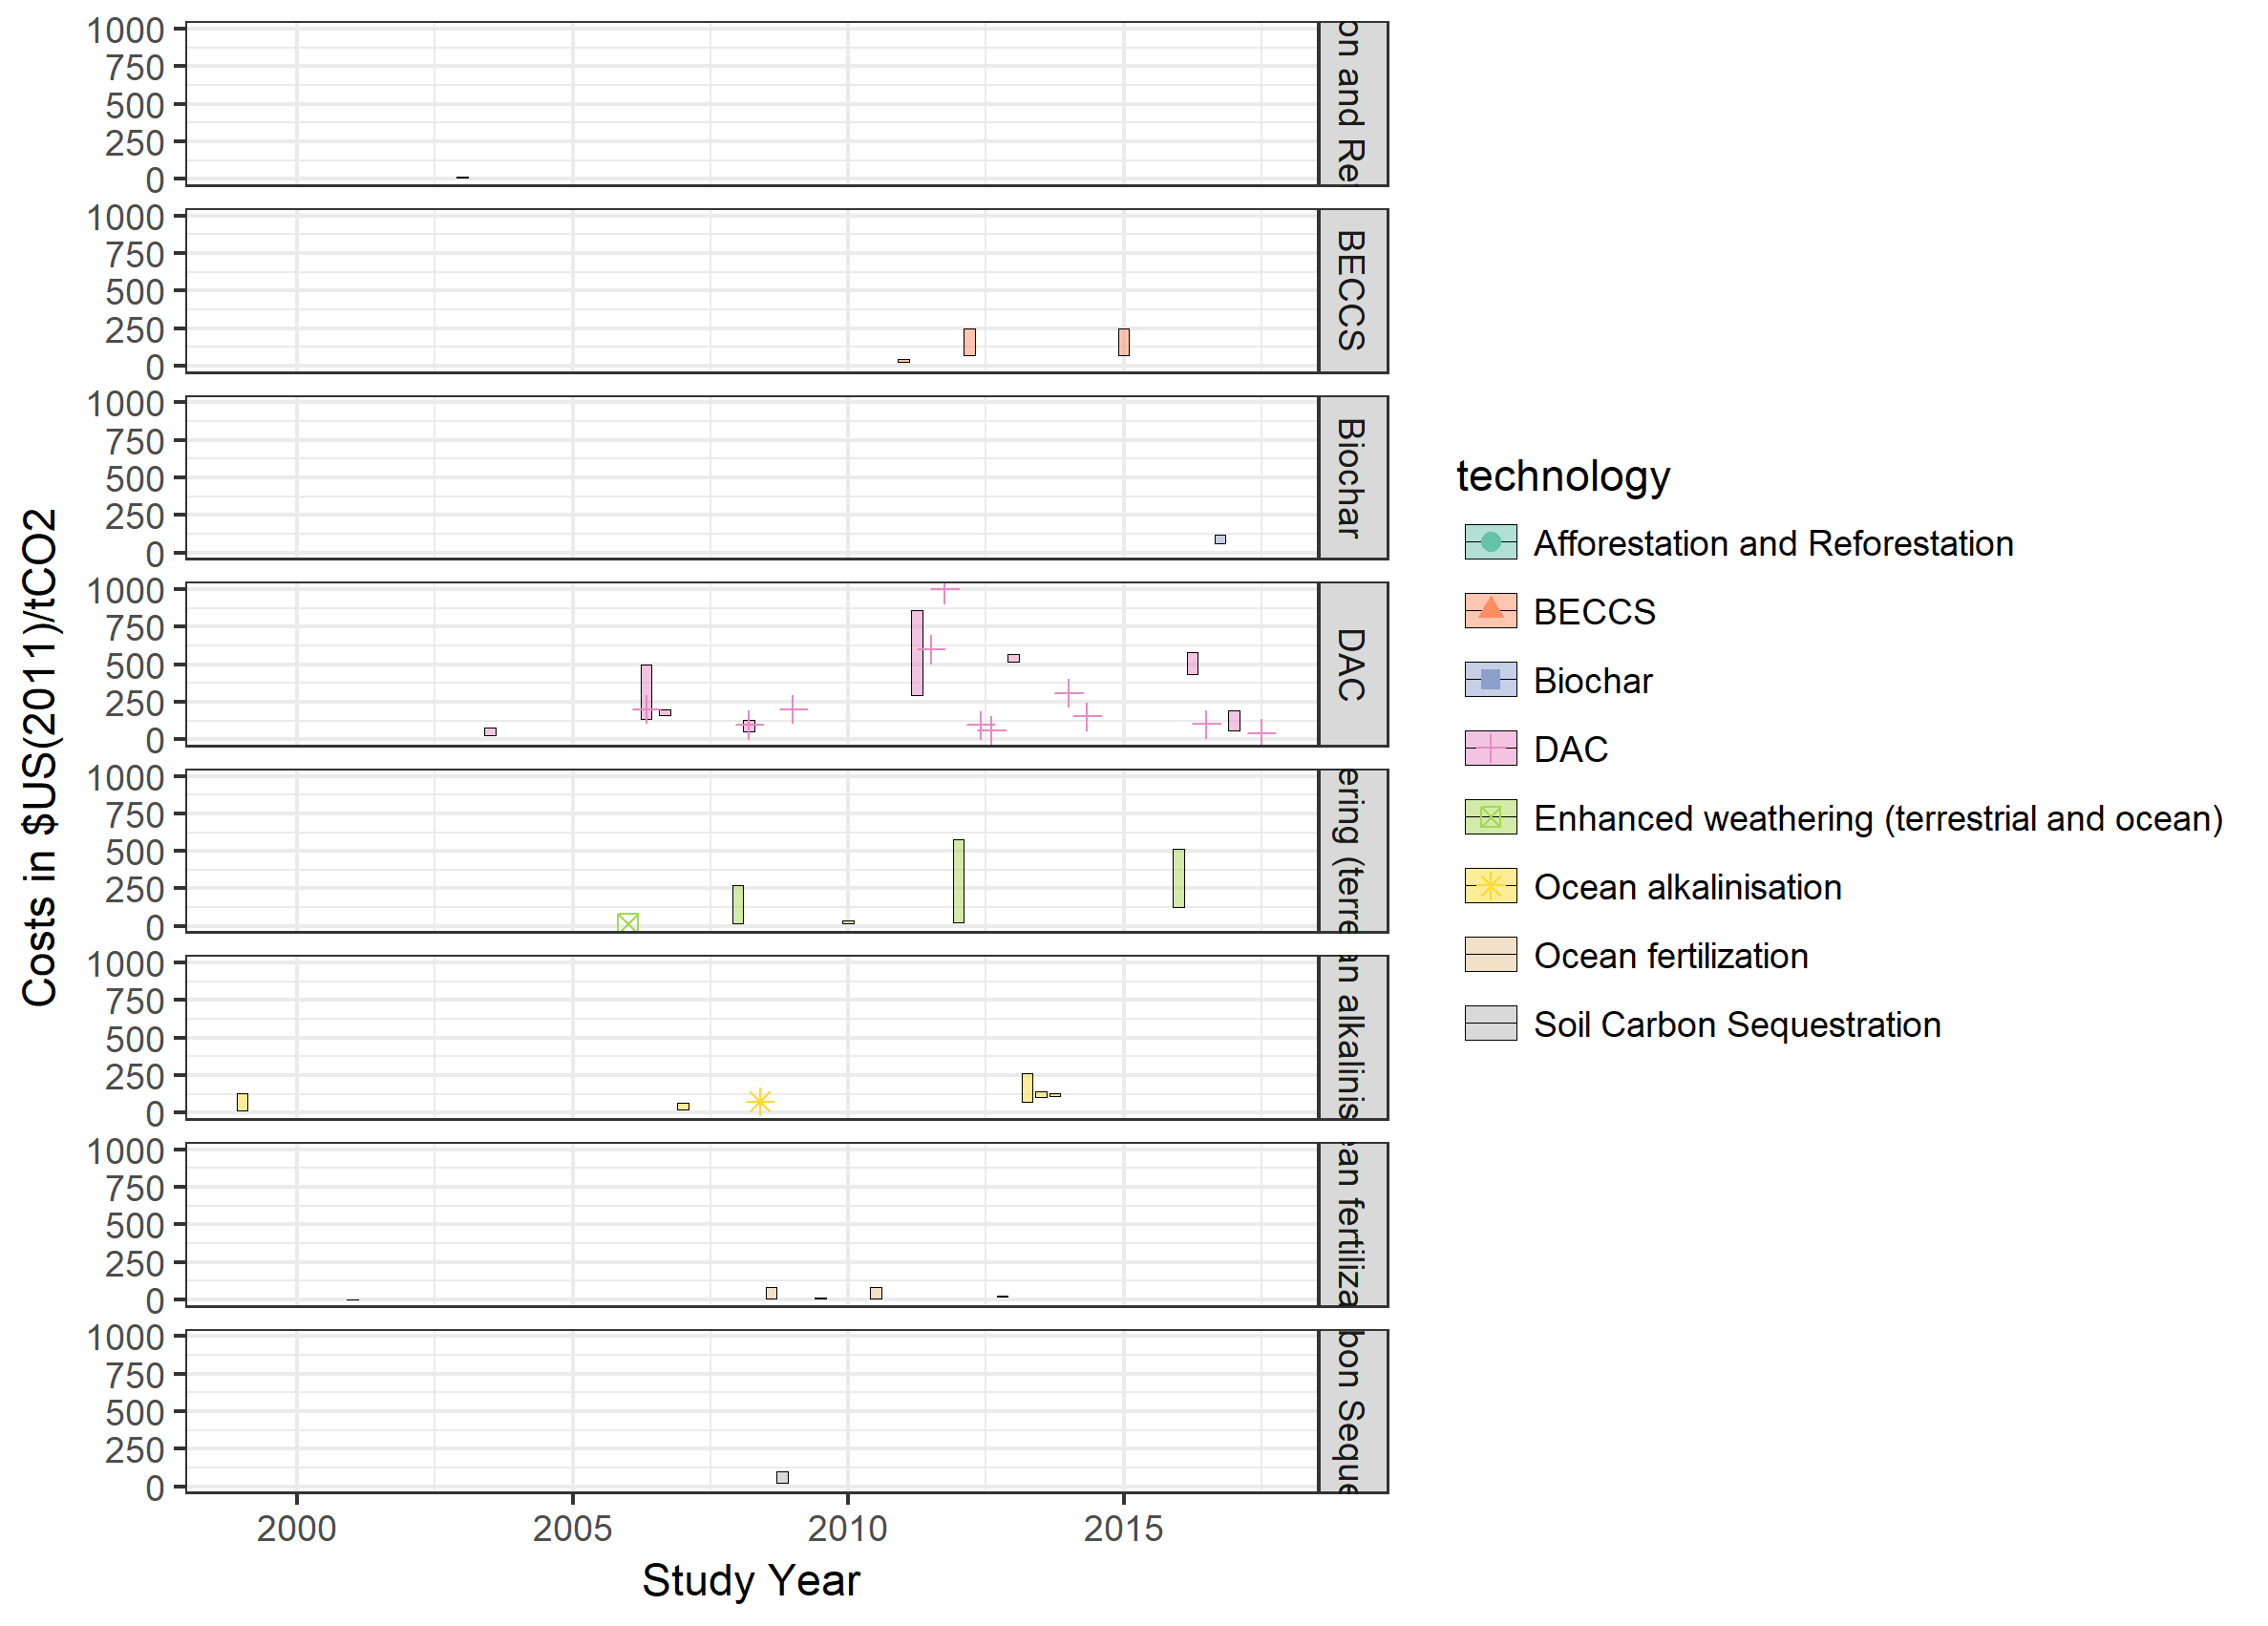 1000
750
500
250
0
on and Re
1000
750
500
250
0
BECCS
1000
750
500
250
0
Biochar
1000
750
500
250
0
DAC
1000
750
500
250
0
ering (terre
1000
750
500
250
0
an alkalinis
1000
750
500
250
0
ean fertiliza
1000
750
500
250
0
bon Seque
2000 2005 2010 2015
Study Year
Costs in $US(2011)/tCO2
technology
Afforestation and Reforestation
BECCS
Biochar
DAC
Enhanced weathering (terrestrial and ocean)
Ocean alkalinisation
Ocean fertilization
Soil Carbon Sequestration